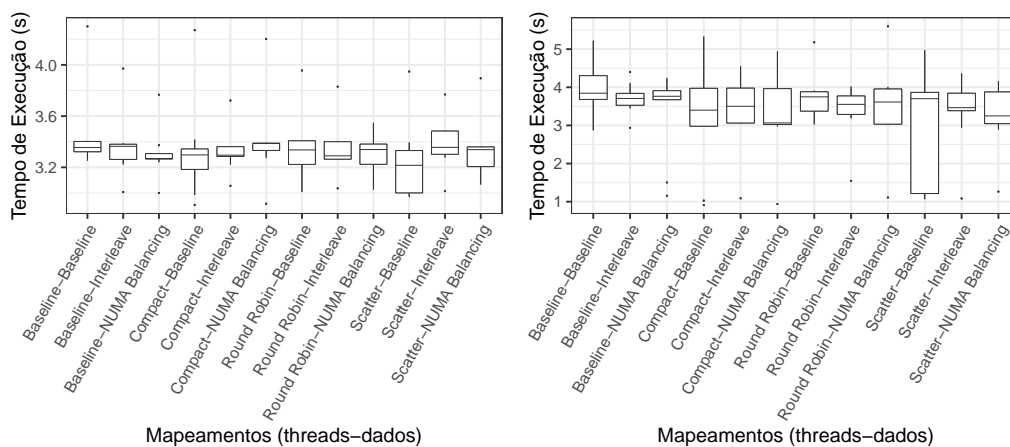 Tempo de Execução (s)
4.0
3.6
3.2
Baseline−Baseline
Baseline−Interleave
Baseline−NUMA Balancing
Compact−Baseline
Compact−Interleave
Compact−NUMA Balancing
Round Robin−Baseline
Round Robin−Interleave
Round Robin−NUMA Balancing
Scatter−Baseline
Scatter−Interleave
Scatter−NUMA Balancing
Mapeamentos (threads−dados)
Tempo de Execução (s)
5
4
3
2
1
Baseline−Baseline
Baseline−Interleave
Baseline−NUMA Balancing
Compact−Baseline
Compact−Interleave
Compact−NUMA Balancing
Round Robin−Baseline
Round Robin−Interleave
Round Robin−NUMA Balancing
Scatter−Baseline
Scatter−Interleave
Scatter−NUMA Balancing
Mapeamentos (threads−dados)